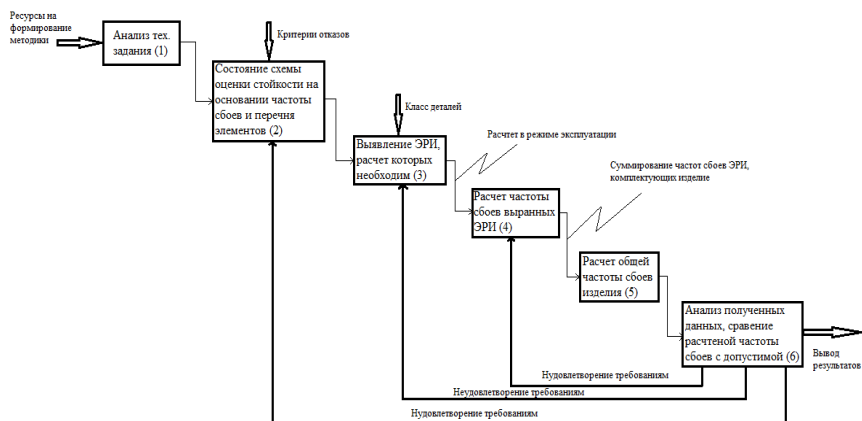 Ресурсы на
формирование
методики
Анализ тех.
задания (1)
Критерии отказов
Состояние схемы
оценки стойкости на
основании частоты
сбоев и перечня
элементов (2)
Класс деталей
Выявление ЭРИ,
расчет которых
необходим (3)
Расчтет в режиме эксплуатации
Суммирование частот сбоев ЭРИ,
комплектующих изделие
Расчет частоты
сбоев выранных
ЭРИ (4)
Расчет общей
частоты сбоев
изделия (5)
Анализ полученных
данных, сравение
расчтеной частоты
сбоев с допустимой (6)
Вывод
результатов
Нудовлетворение требованиям
Неудовлетворение требованиям
Нудовлетворение требованиям